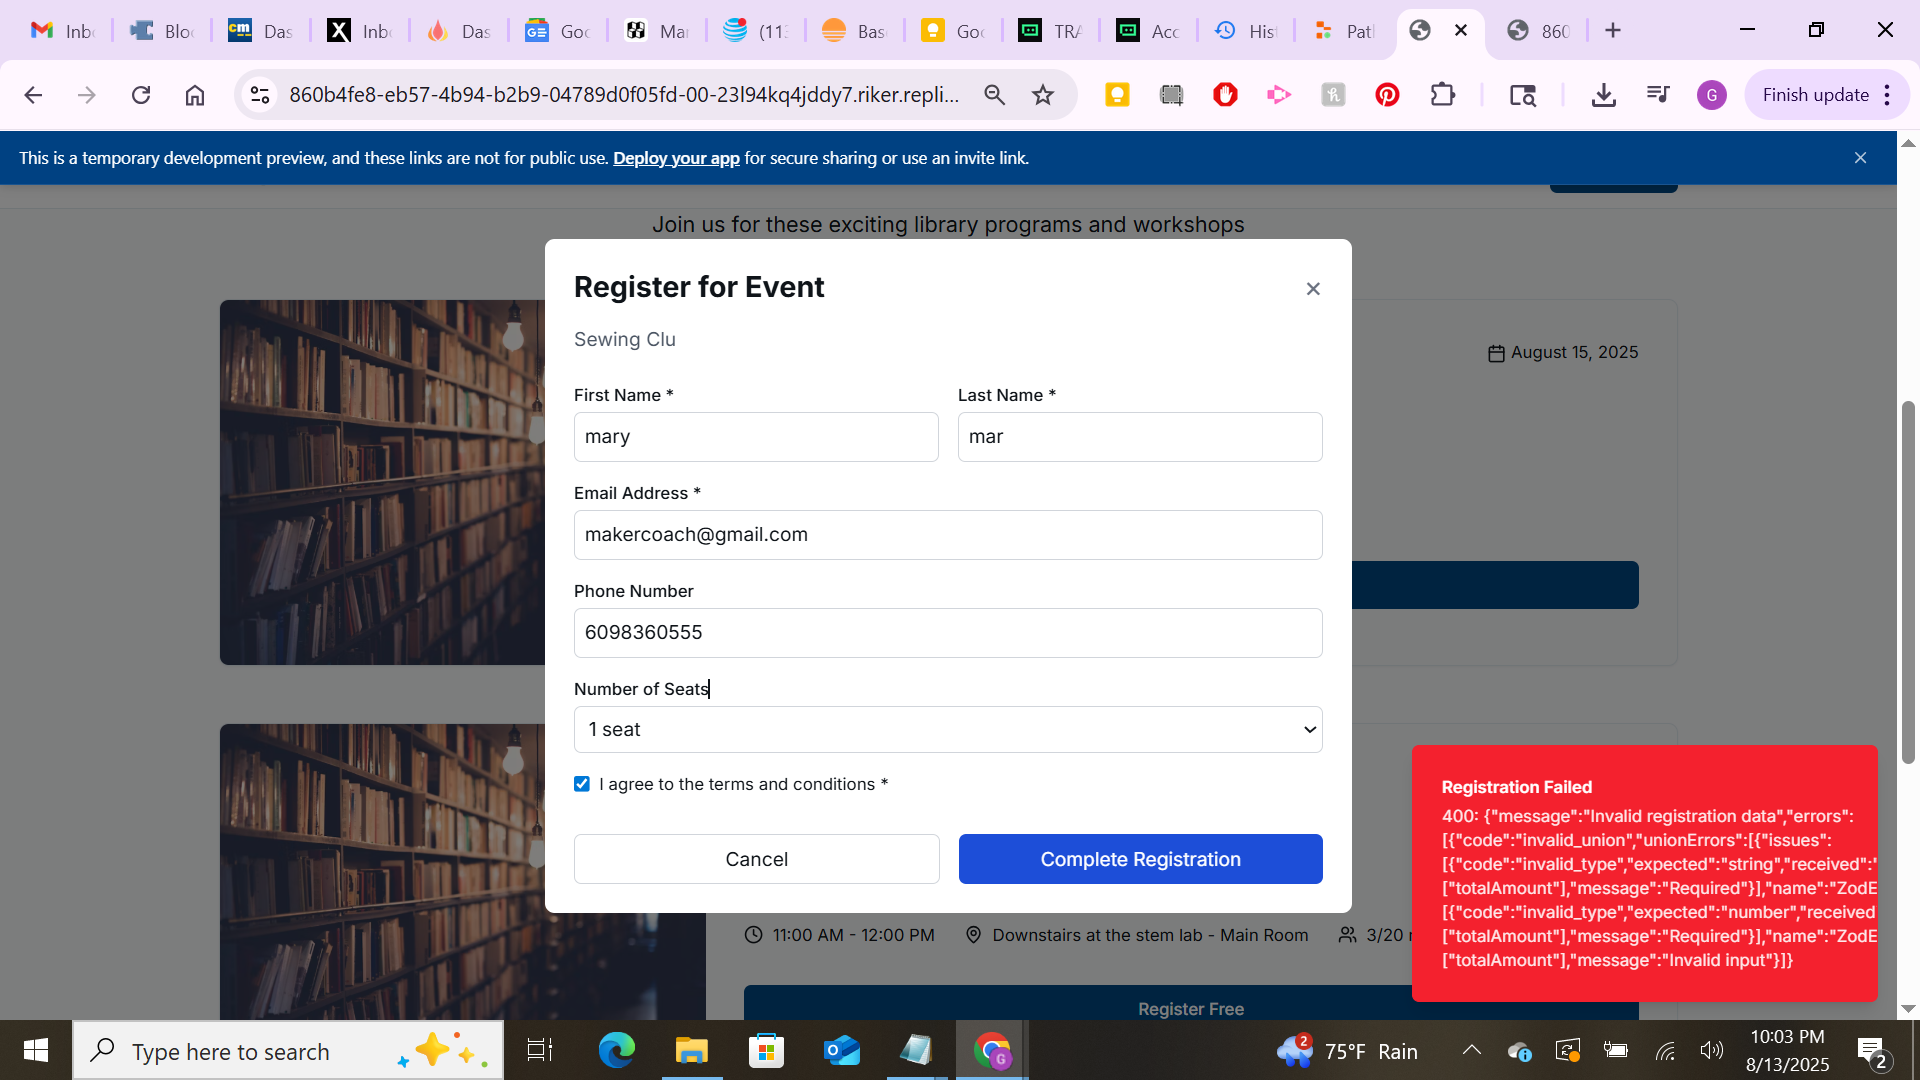 Inb
Bloc
Das
Inb
Das
Goo
Mar
(113
Bas
Goo
TRA
Acc
Hist
Path
860
860b4fe8-eb57-4b94-b2b9-04789d0f05fd-00-23l94kq4jddy7.riker.repli...
G
Finish update
This is a temporary development preview, and these links are not for public use. Deploy your app for secure sharing or use an invite link.
Join us for these exciting library programs and workshops
Register for Event
Sewing Clu
August 15, 2025
First Name *
Last Name *
mary
mar
Email Address *
makercoach@gmail.com
Phone Number
6098360555
Number of Seats
1 seat
I agree to the terms and conditions *
Cancel
Complete Registration
Registration Failed
400: {"message":"Invalid registration data","errors":
[{"code":"invalid_union","unionErrors":[{"issues":
[{"code":"invalid_type","expected":"string","received":"
["totalAmount"],"message":"Required"}],"name":"ZodE
[{"code":"invalid_type","expected":"number","received
["totalAmount"],"message":"Required"}],"name":"ZodE
["totalAmount"],"message":"Invalid input"}]}
11:00 AM - 12:00 PM
Downstairs at the stem lab - Main Room
3/20 r
Register Free
Type here to search
2
75°F Rain
10:03 PM
8/13/2025
2